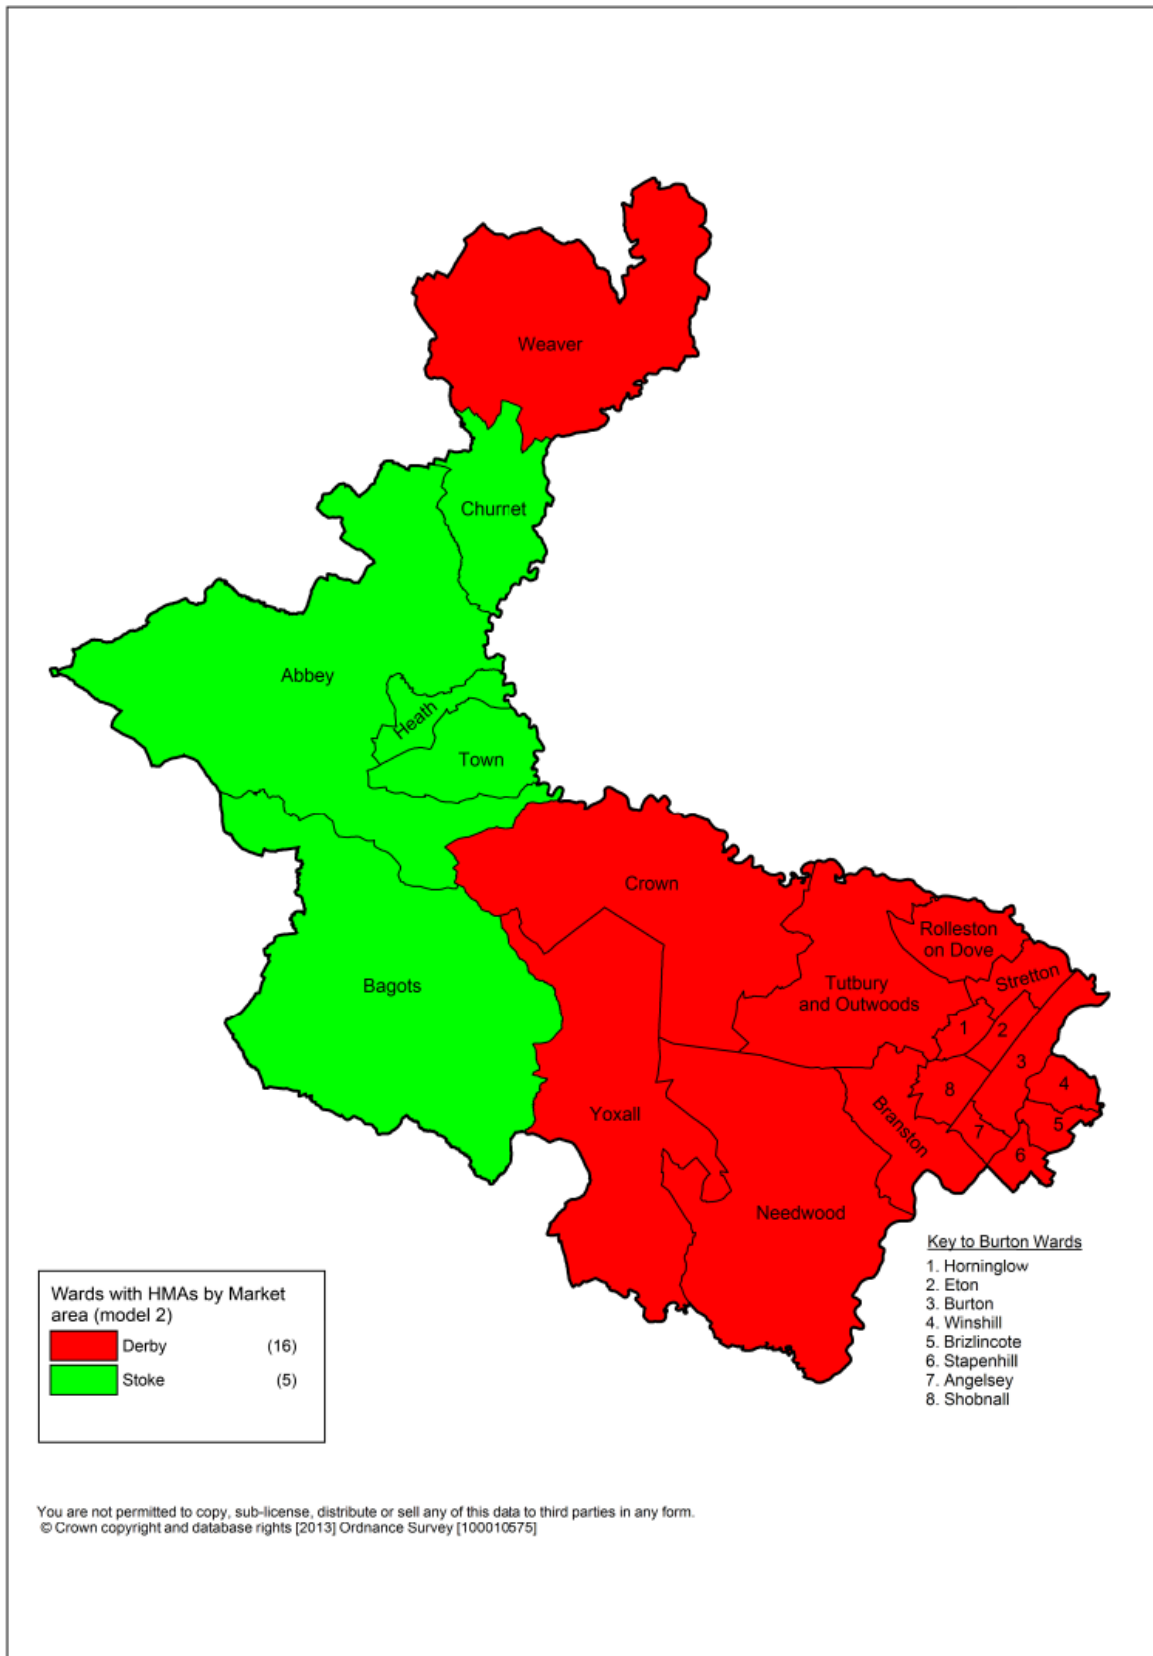 Weaver
Churnet
Abbey
Heath
Town
Crown
Rolleston
on Dove
Bagots
Tutbury
and Outwoods
Stretton
1
2
3
8
4
Yoxall
Branston
7
5
6
Needwood
Key to Burton Wards
1. Horninglow
2. Eton
3. Burton
4. Winshill
5. Brizlincote
6. Stapenhill
7. Angelsey
8. Shobnall
Wards with HMAs by Market
area (model 2)
Derby (16)
Stoke (5)
You are not permitted to copy, sub-license, distribute or sell any of this data to third parties in any form.
© Crown copyright and database rights [2013] Ordnance Survey [100010575]